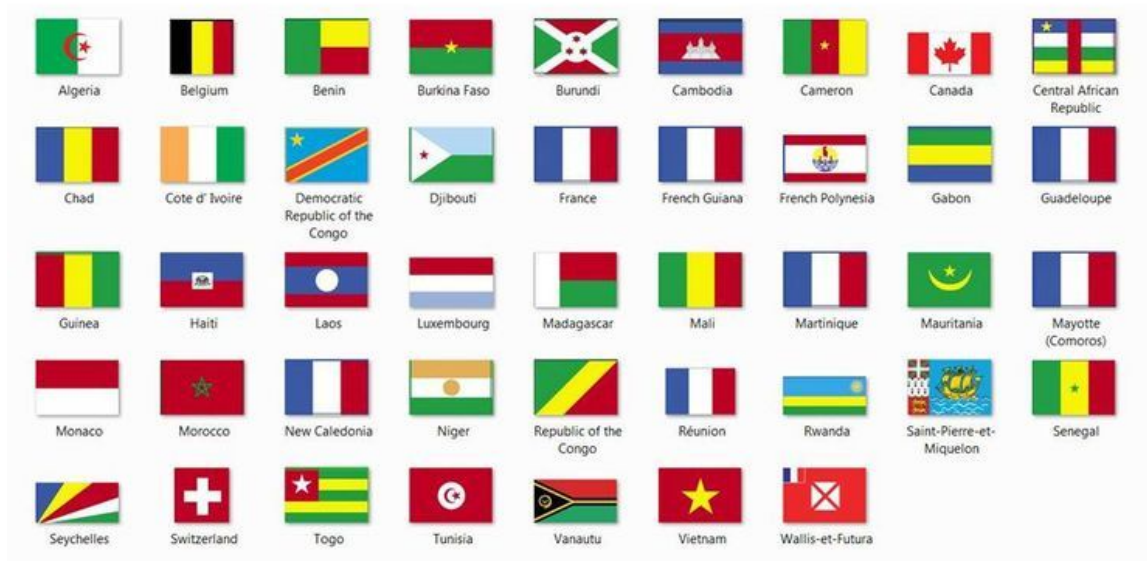 Algeria
Belgium
Benin
Burkina Faso
Burundi
Cambodia
Cameron
Canada
Central African
Republic
Chad
Cote d' Ivoire
Democratic
Republic of the
Congo
Djibouti
France
French Guiana
French Polynesia
Gabon
Guadeloupe
Guinea
Haiti
Laos
Luxembourg
Madagascar
Mali
Martinique
Mauritania
Mayotte
(Comoros)
Monaco
Morocco
New Caledonia
Niger
Republic of the
Congo
Réunion
Rwanda
Saint-Pierre-et-
Miquelon
Senegal
Seychelles
Switzerland
Togo
Tunisia
Vanautu
Vietnam
Wallis-et-Futura